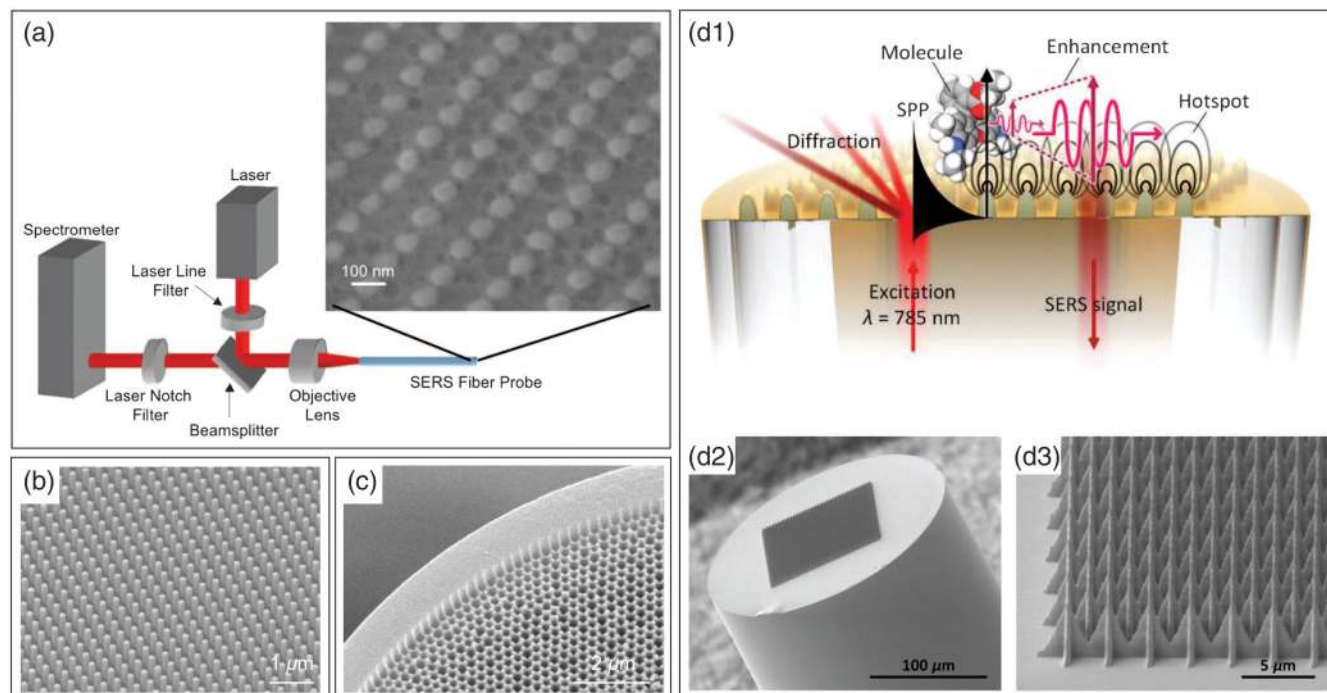 (a)
Laser
Spectrometer
Laser Line
Filter
100 nm
Laser Notch
Filter
Beamsplitter
Objective
Lens
SERS Fiber Probe
(b)
1 µm
(c)
2 µm
(d1)
Molecule
Enhancement
SPP
Hotspot
Diffraction
Excitation
λ = 785 nm
SERS signal
(d2)
100 µm
(d3)
5 µm